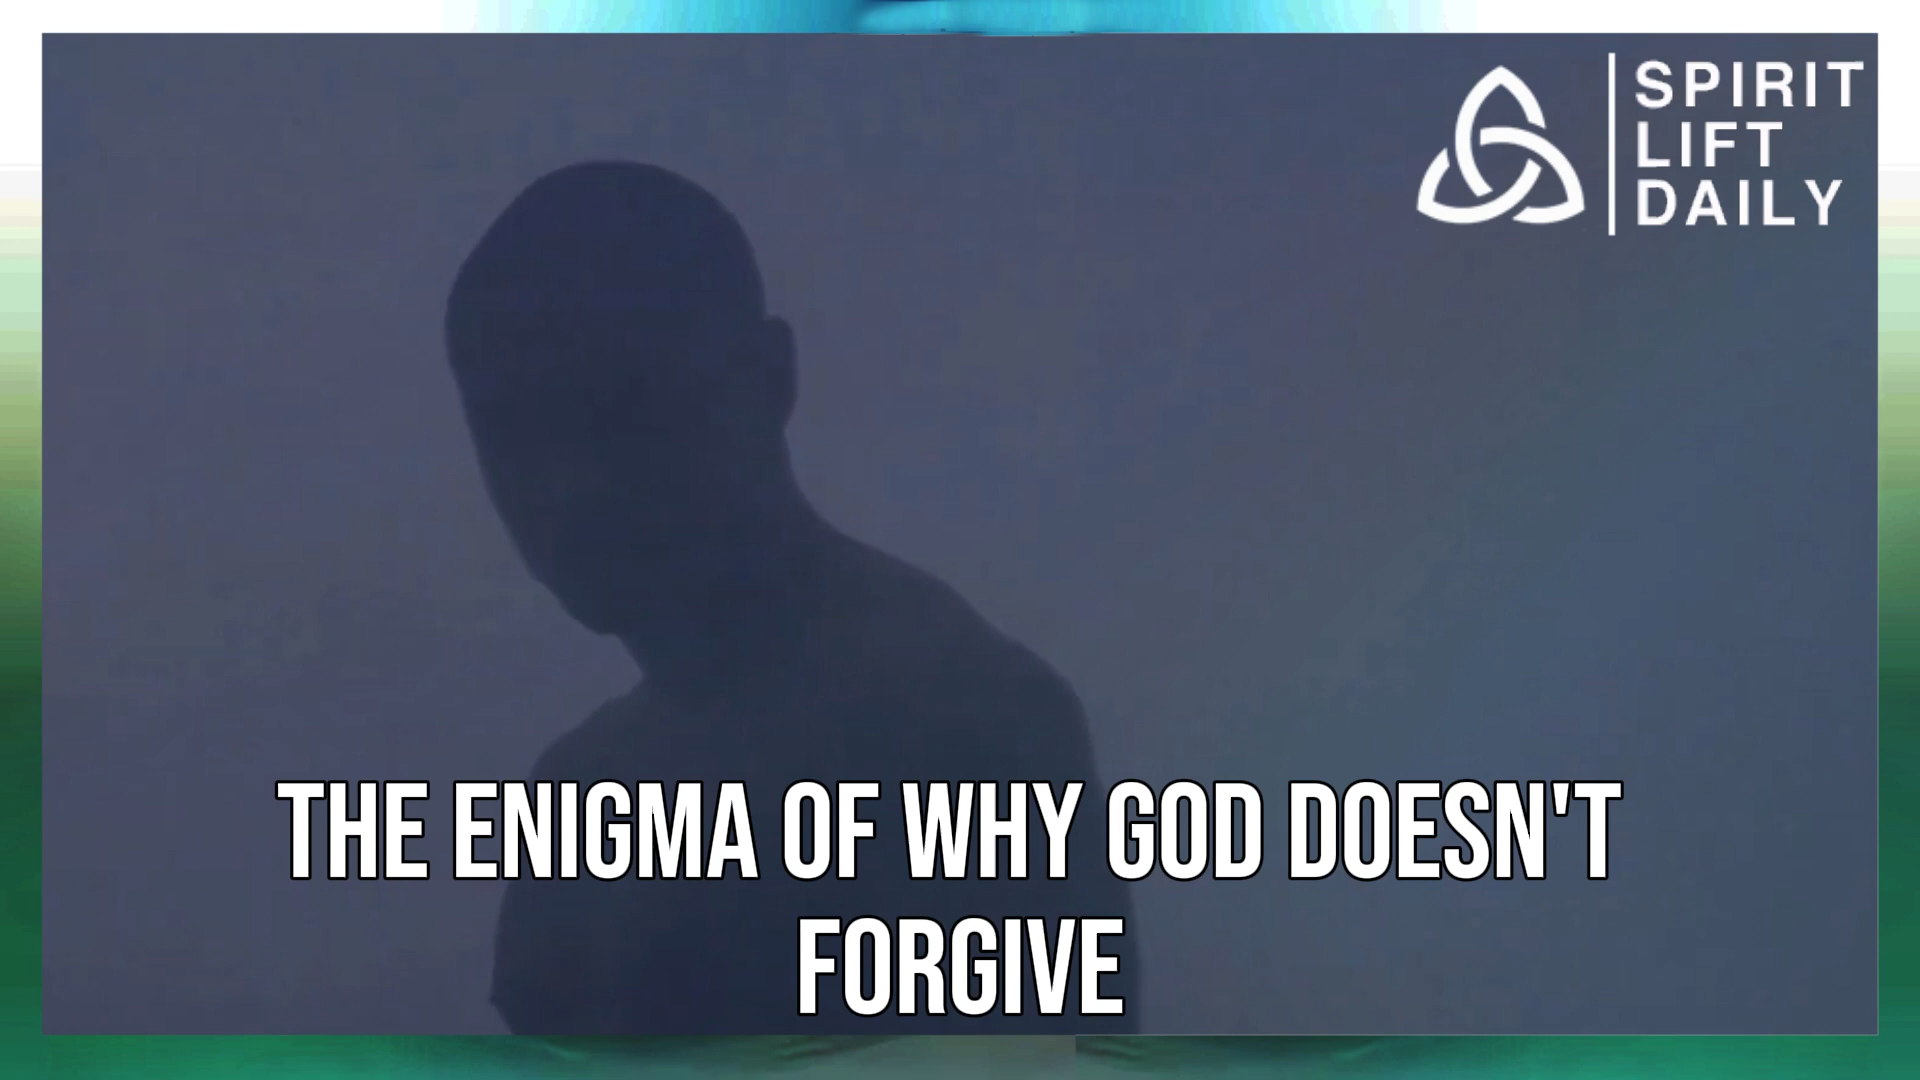 SPIRIT
LIFT
DAILY
THE ENIGMA OF WHY GOD DOESN'T
FORGIVE